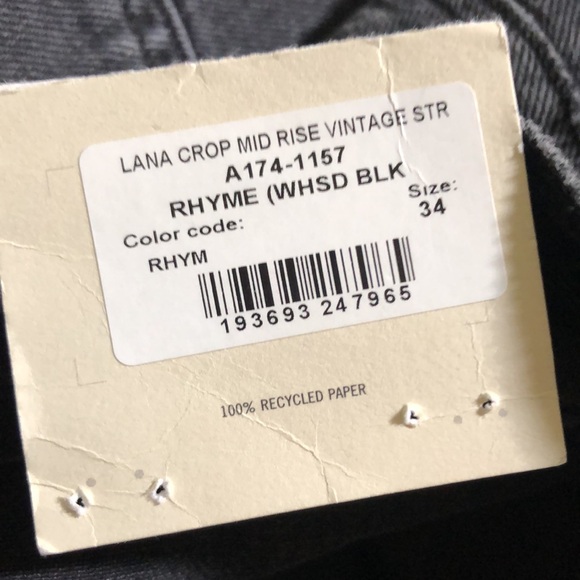 LANA CROP MID RISE VINTAGE STR
A174-1157
RHYME (WHSD BLK
Color code:
Size:
RHYM
34
193693 247965
100% RECYCLED PAPER